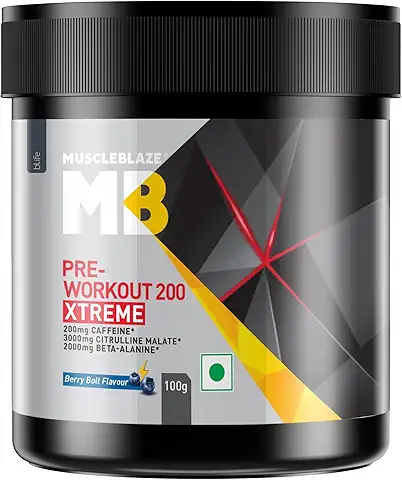 bLife
MUSCLEBLAZE®
MB
PRE-
WORKOUT 200
XTREME
200mg CAFFEINE*
3000mg CITRULLINE MALATE*
2000mg BETA-ALANINE*
Berry Bolt Flavour
100g